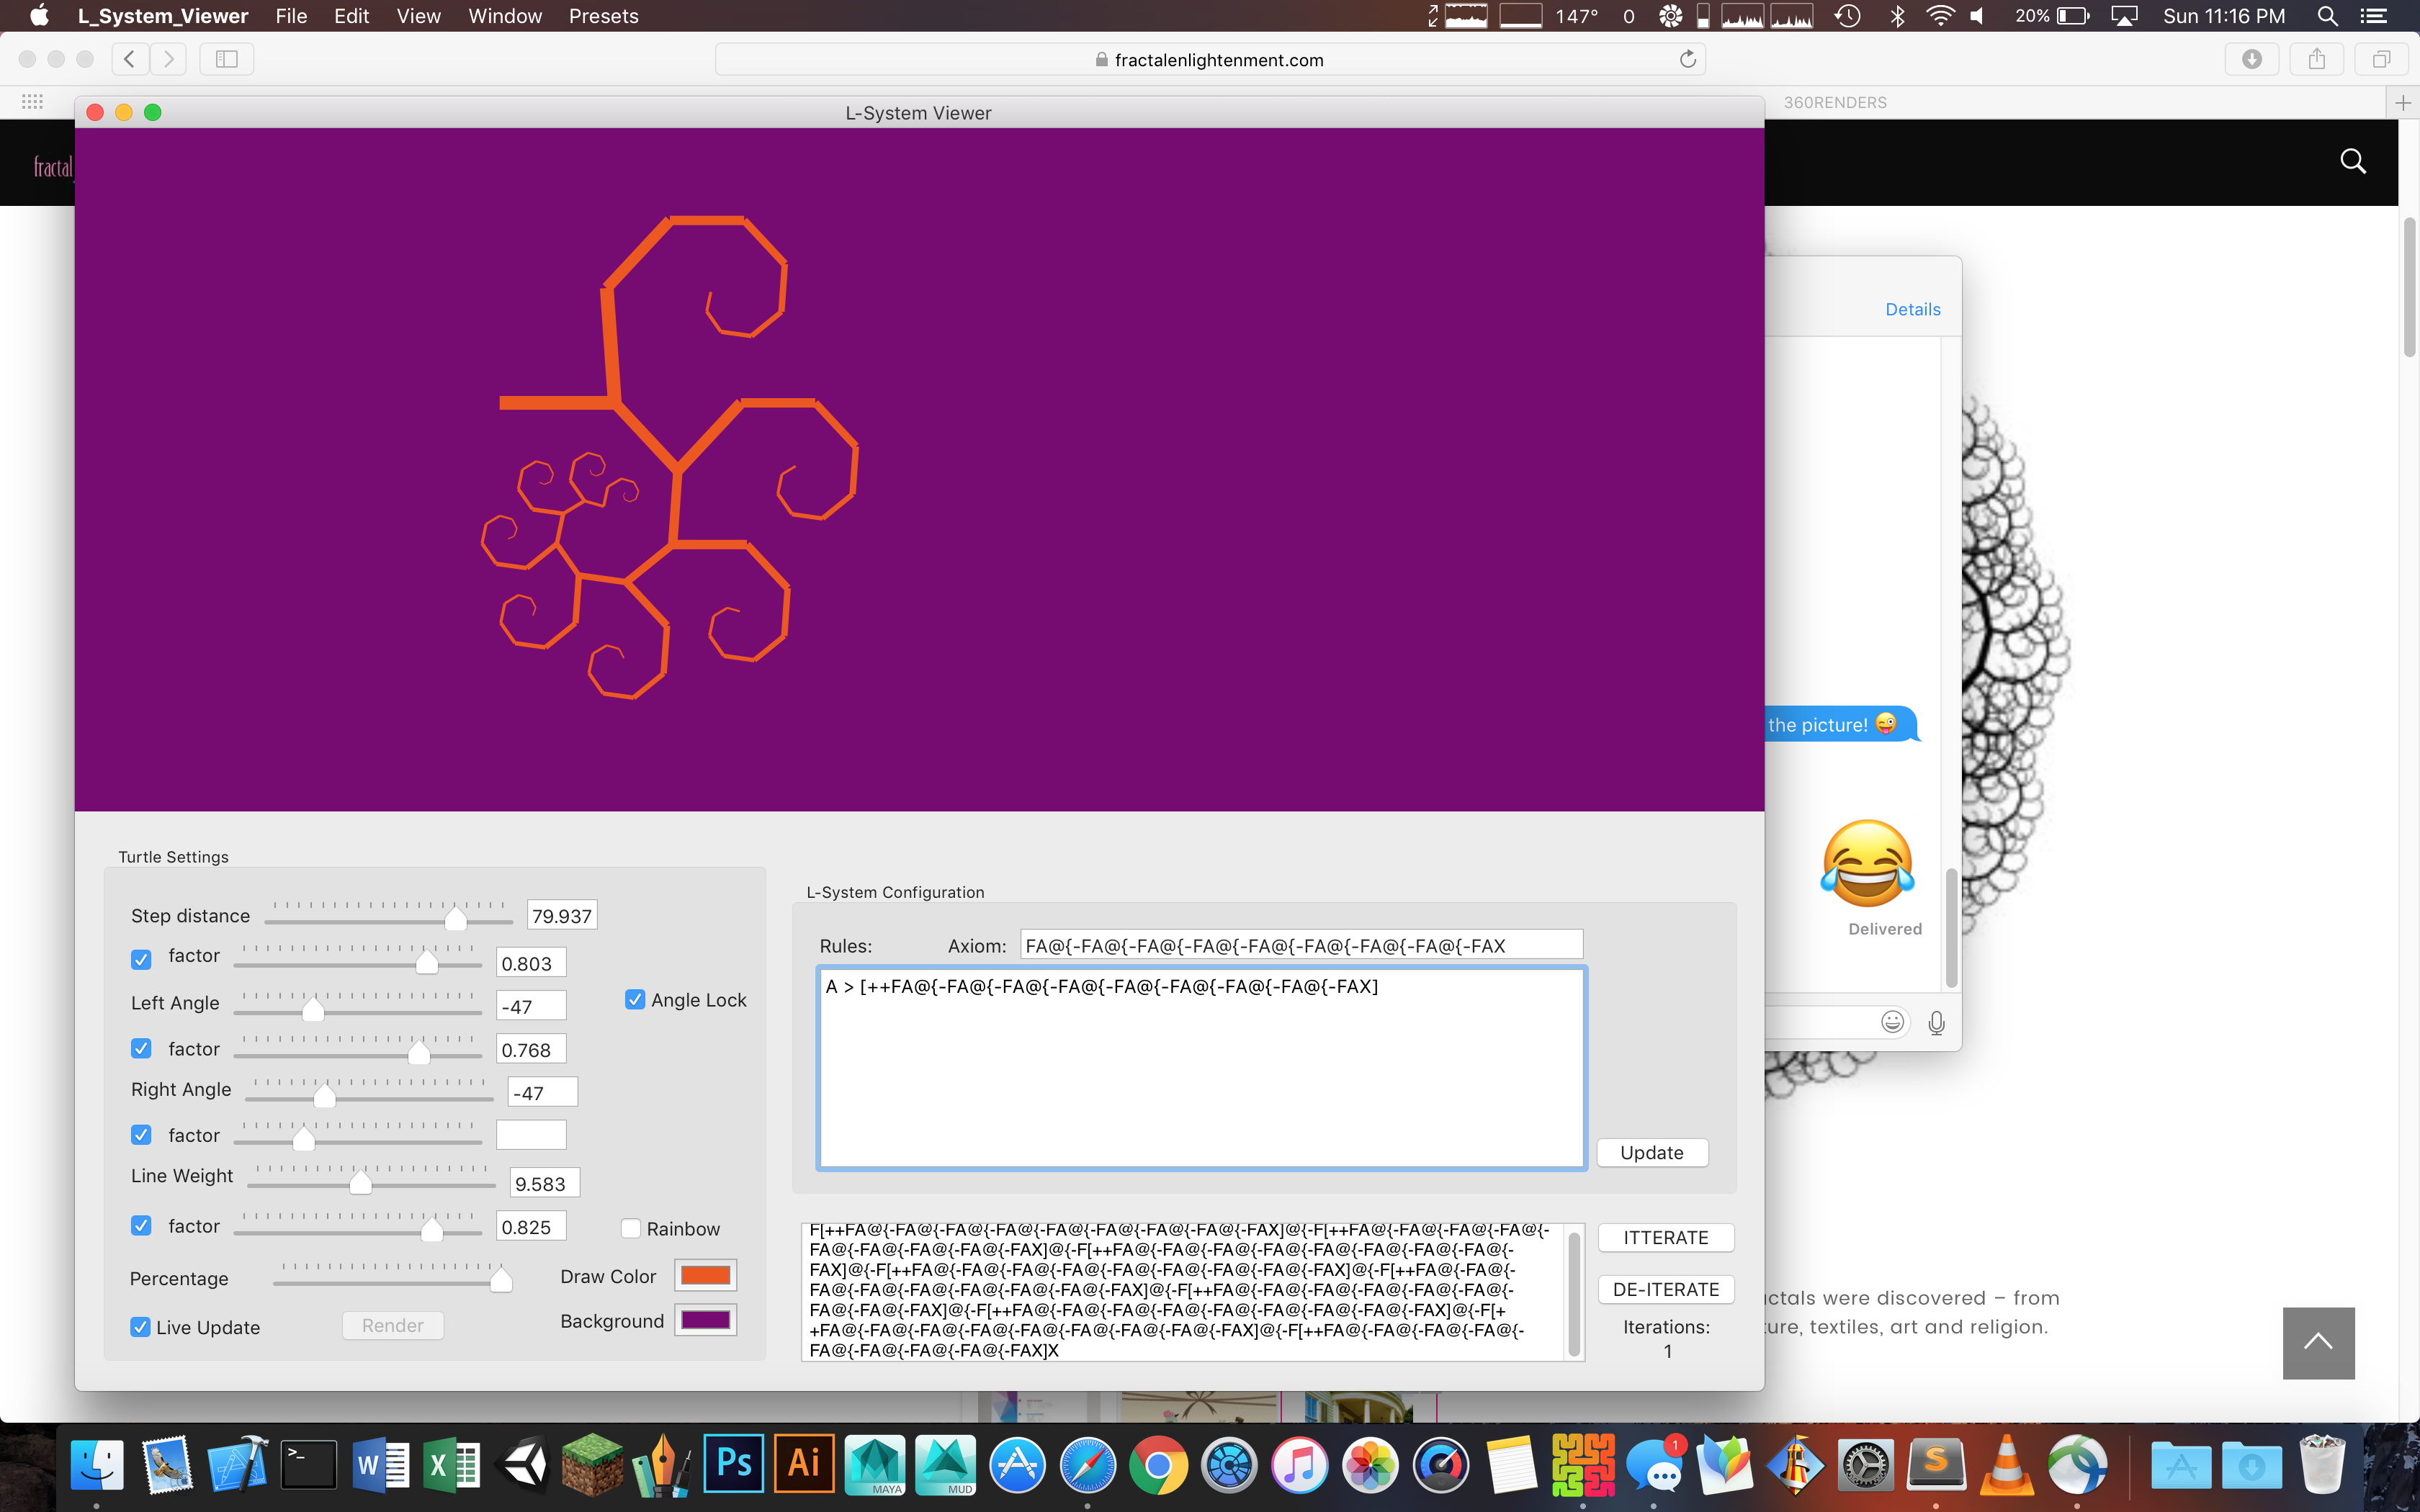 L_System_Viewer File Edit View Window Presets
147° 0 20% Sun 11:16 PM
fractalenlightenment.com
360RENDERS
L-System Viewer
fractal
Details
the picture! 😜
😂
Delivered
Turtle Settings
Step distance 79.937
factor 0.803
Left Angle -47
Angle Lock
factor 0.768
Right Angle -47
factor
Line Weight 9.583
factor 0.825
Rainbow
Percentage
Draw Color
Live Update
Render
Background
L-System Configuration
Rules:
Axiom: FA@{-FA@{-FA@{-FA@{-FA@{-FA@{-FA@{-FA@{-FAX
A > [++FA@{-FA@{-FA@{-FA@{-FA@{-FA@{-FA@{-FA@{-FAX]
Update
F[++FA@{-FA@{-FA@{-FA@{-FA@{-FA@{-FA@{-FA@{-FAX]@{-F[++FA@{-FA@{-FA@{-FA@{-
FA@{-FA@{-FA@{-FA@{-FAX]@{-F[++FA@{-FA@{-FA@{-FA@{-FA@{-FA@{-FA@{-FA@{-
FAX]@{-F[++FA@{-FA@{-FA@{-FA@{-FA@{-FA@{-FA@{-FA@{-FAX]@{-F[++FA@{-FA@{-
FA@{-FA@{-FA@{-FA@{-FA@{-FA@{-FAX]@{-F[++FA@{-FA@{-FA@{-FA@{-FA@{-FA@{-
FA@{-FA@{-FAX]@{-F[++FA@{-FA@{-FA@{-FA@{-FA@{-FA@{-FA@{-FA@{-FAX]@{-F[+
+FA@{-FA@{-FA@{-FA@{-FA@{-FA@{-FA@{-FA@{-FAX]@{-F[++FA@{-FA@{-FA@{-FA@{-
FA@{-FA@{-FA@{-FA@{-FAX]X
ITTERATE
DE-ITERATE
Iterations:
1
ctals were discovered – from
ure, textiles, art and religion.
W X Ps Ai MAYA MUD 1 S